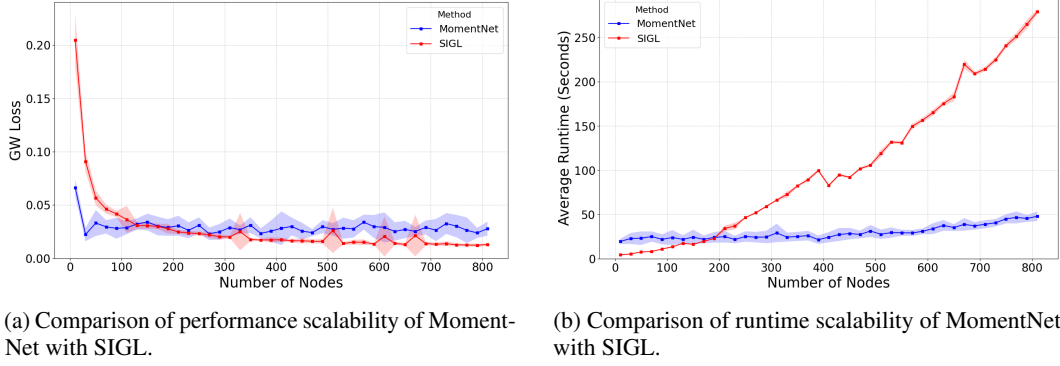 Method
MomentNet
SIGL
GW Loss
0.20
0.15
0.10
0.05
0.00
0 100 200 300 400 500 600 700 800
Number of Nodes
(a) Comparison of performance scalability of Moment-
Net with SIGL.
Method
MomentNet
SIGL
Average Runtime (Seconds)
250
200
150
100
50
0
0 100 200 300 400 500 600 700 800
Number of Nodes
(b) Comparison of runtime scalability of MomentNet
with SIGL.